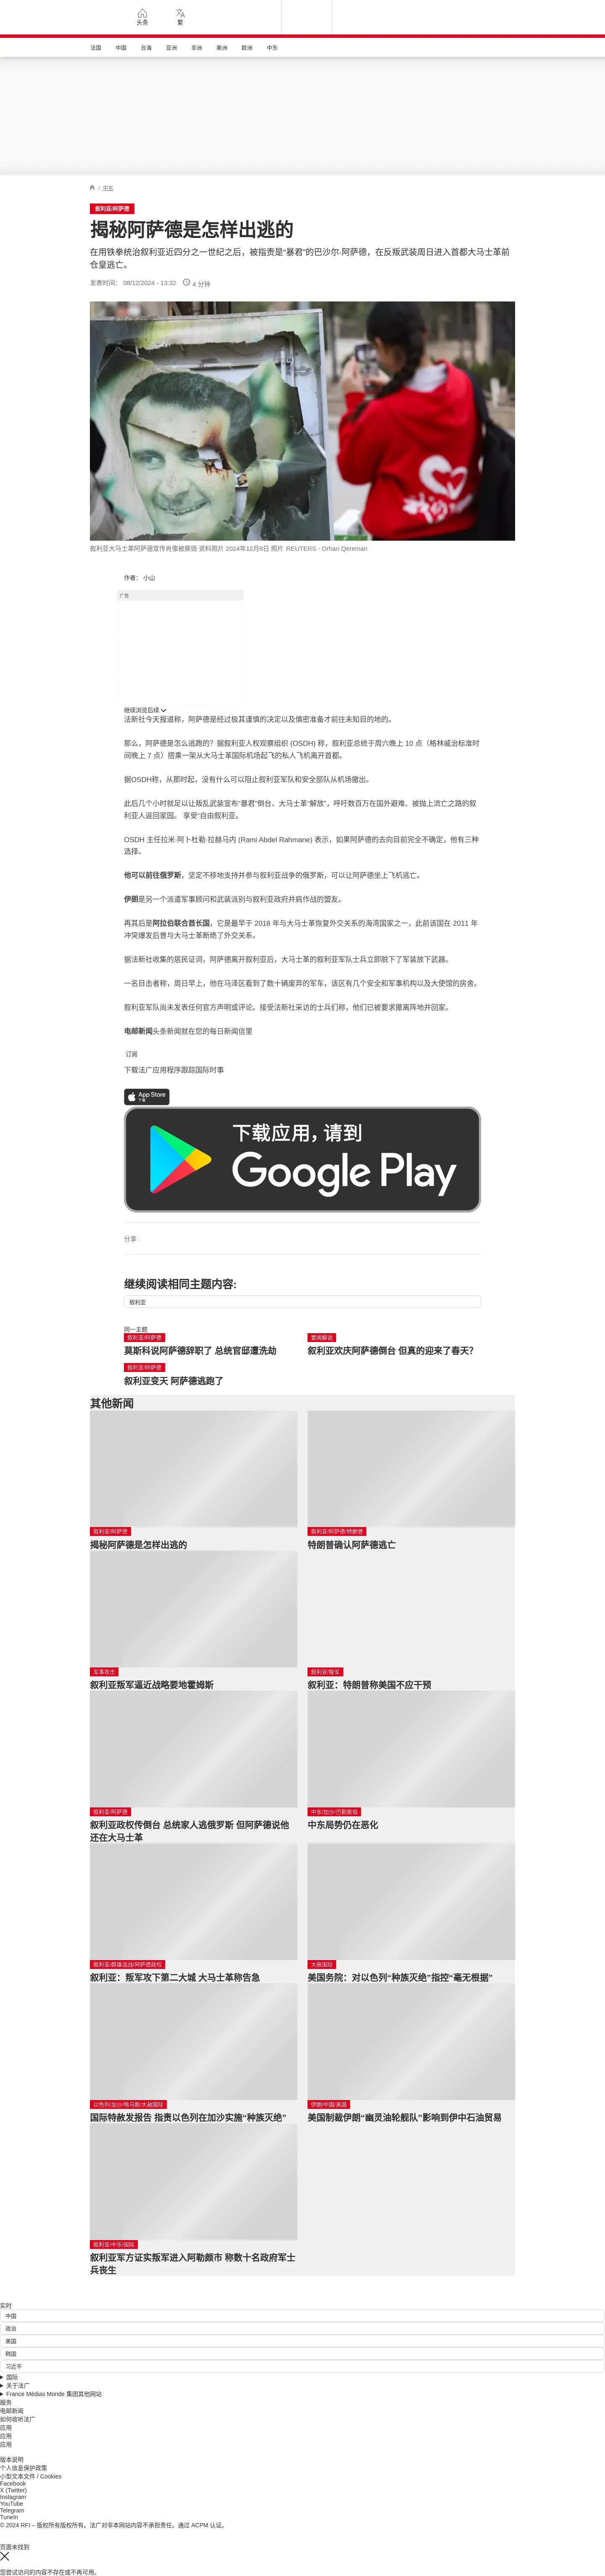 头条
繁
法国 中国 台海 亚洲 非洲 美洲 欧洲 中东
/ 中东
叙利亚/阿萨德
揭秘阿萨德是怎样出逃的
在用铁拳统治叙利亚近四分之一世纪之后，被指责是“暴君”的巴沙尔·阿萨德，在反叛武装周日进入首都大马士革前
仓皇逃亡。
发表时间： 08/12/2024 - 13:32 4 分钟
叙利亚大马士革阿萨德宣传肖像被撕毁 资料照片 2024年12月8日 照片 REUTERS - Orhan Qereman
作者： 小山
广告
继续浏览后续
法新社今天报道称，阿萨德是经过极其谨慎的决定以及慎密准备才前往未知目的地的。
那么，阿萨德是怎么逃跑的？据叙利亚人权观察组织 (OSDH) 称，叙利亚总统于周六晚上 10 点（格林威治标准时
间晚上 7 点）搭乘一架从大马士革国际机场起飞的私人飞机离开首都。
据OSDH称，从那时起，没有什么可以阻止叙利亚军队和安全部队从机场撤出。
此后几个小时就足以让叛乱武装宣布“暴君”倒台、大马士革“解放”，呼吁数百万在国外避难、被抛上流亡之路的叙
利亚人返回家园。 享受“自由叙利亚。
OSDH 主任拉米·阿卜杜勒·拉赫马内 (Rami Abdel Rahmane) 表示，如果阿萨德的去向目前完全不确定，他有三种
选择。
他可以前往俄罗斯，坚定不移地支持并参与叙利亚战争的俄罗斯，可以让阿萨德坐上飞机逃亡。
伊朗是另一个派遣军事顾问和武装派别与叙利亚政府并肩作战的盟友。
再其后是阿拉伯联合酋长国，它是最早于 2018 年与大马士革恢复外交关系的海湾国家之一，此前该国在 2011 年
冲突爆发后曾与大马士革断绝了外交关系。
据法新社收集的居民证词，阿萨德离开叙利亚后，大马士革的叙利亚军队士兵立即脱下了军装放下武器。
一名目击者称，周日早上，他在马泽区看到了数十辆废弃的军车，该区有几个安全和军事机构以及大使馆的房舍。
叙利亚军队尚未发表任何官方声明或评论。接受法新社采访的士兵们称，他们已被要求撤离阵地并回家。
电邮新闻头条新闻就在您的每日新闻信里
订阅
下载法广应用程序跟踪国际时事
App Store
下载
下载应用，请到
Google Play
分享 :
继续阅读相同主题内容:
叙利亚
同一主题
叙利亚/阿萨德
莫斯科说阿萨德辞职了 总统官邸遭洗劫
要闻解说
叙利亚欢庆阿萨德倒台 但真的迎来了春天?
叙利亚/阿萨德
叙利亚变天 阿萨德逃跑了
其他新闻
叙利亚/阿萨德
揭秘阿萨德是怎样出逃的
叙利亚/阿萨德/特朗普
特朗普确认阿萨德逃亡
军事攻击
叙利亚叛军逼近战略要地霍姆斯
叙利亚/叛军
叙利亚：特朗普称美国不应干预
叙利亚/阿萨德
叙利亚政权传倒台 总统家人逃俄罗斯 但阿萨德说他
还在大马士革
中东/加沙/巴勒斯坦
中东局势仍在恶化
叙利亚/群雄混战/阿萨德政权
叙利亚：叛军攻下第二大城 大马士革称告急
大赦国际
美国务院：对以色列“种族灭绝”指控“毫无根据”
以色列/加沙/哈马斯/大赦国际
国际特赦发报告 指责以色列在加沙实施“种族灭绝”
伊朗/中国/美国
美国制裁伊朗“幽灵油轮舰队”影响到伊中石油贸易
叙利亚/中东/国际
叙利亚军方证实叛军进入阿勒颇市 称数十名政府军士
兵丧生
实时
中国
政治
美国
韩国
习近平
国际
关于法广
France Médias Monde 集团其他网站
服务
电邮新闻
如何收听法广
应用
应用
应用
版本说明
个人信息保护政策
小型文本文件 / Cookies
Facebook
X (Twitter)
Instagram
YouTube
Telegram
TuneIn
© 2024 RFI – 版权所有版权所有。法广对非本网站内容不承担责任。通过 ACPM 认证。
页面未找到
您尝试访问的内容不存在或不再可用。